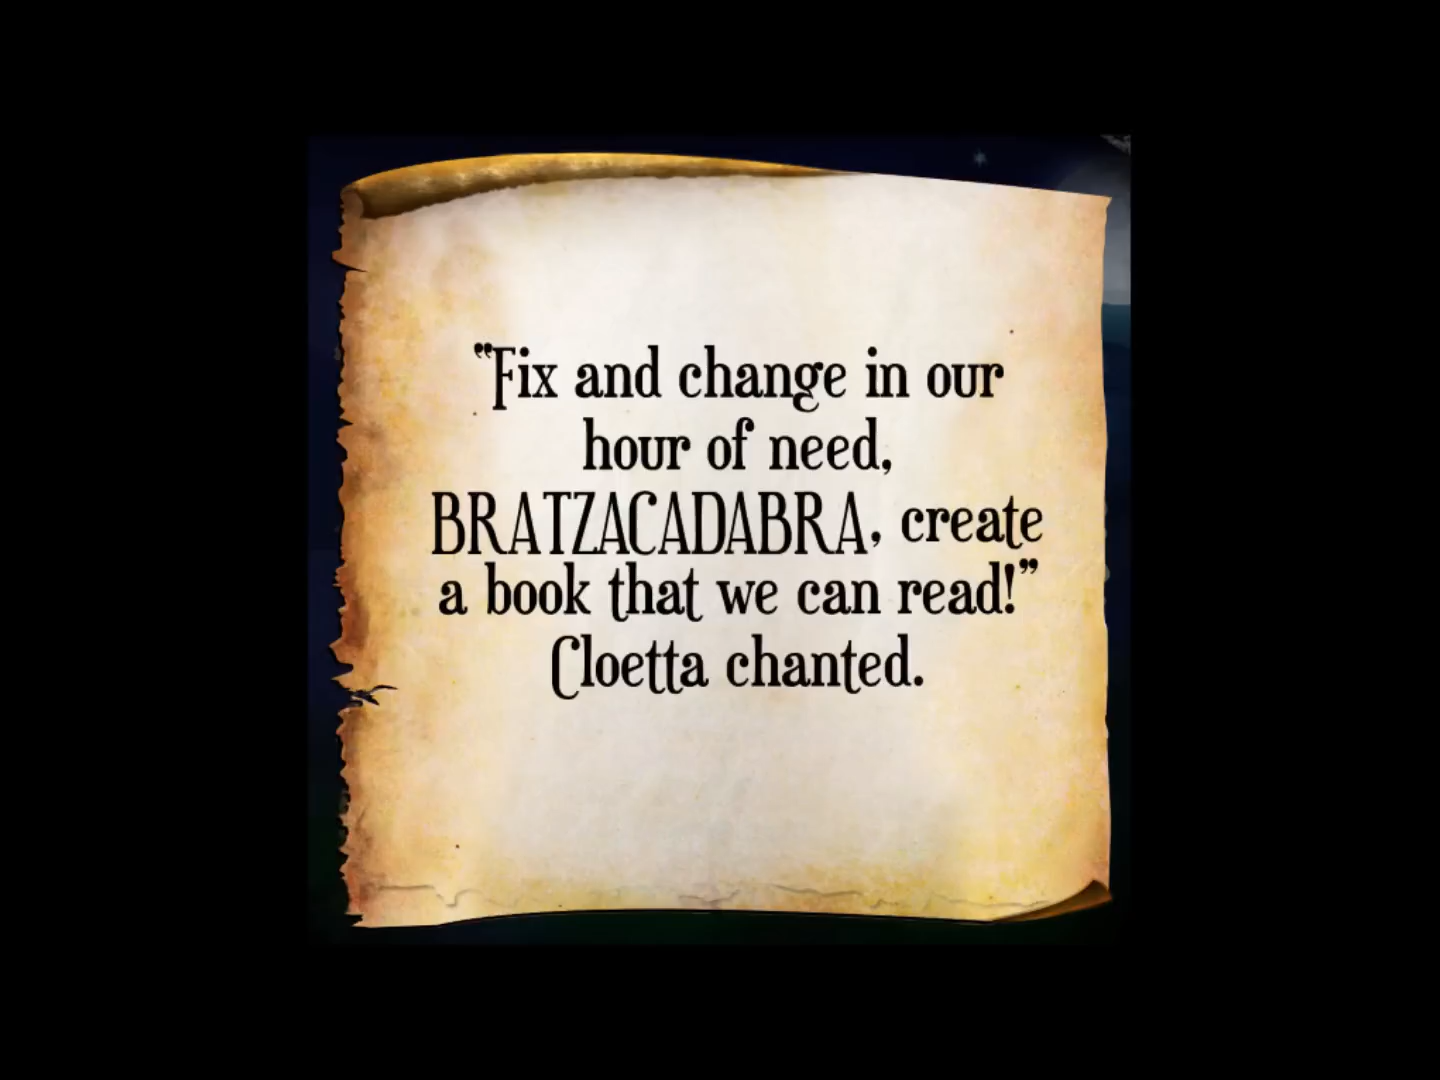 "Fix and change in our
hour of need,
BRATZACADABRA, create
a book that we can read!"
Cloetta chanted.